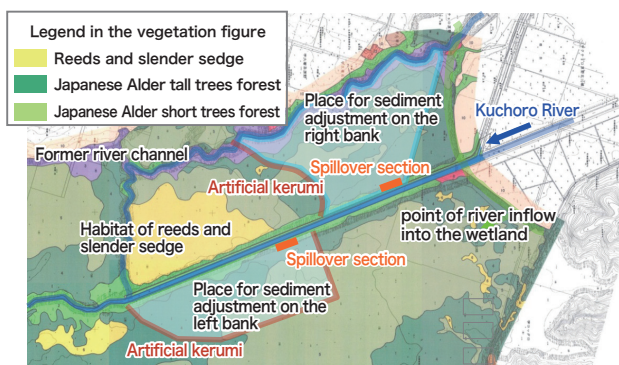 Legend in the vegetation figure
Reeds and slender sedge
Japanese Alder tall trees forest
Japanese Alder short trees forest
Place for sediment
adjustment on the
right bank
Kuchoro River
Former river channel
Spillover section
Artificial kerumi
point of river inflow
into the wetland
Habitat of reeds and
slender sedge
Spillover section
Place for sediment
adjustment on the
left bank
Artificial kerumi